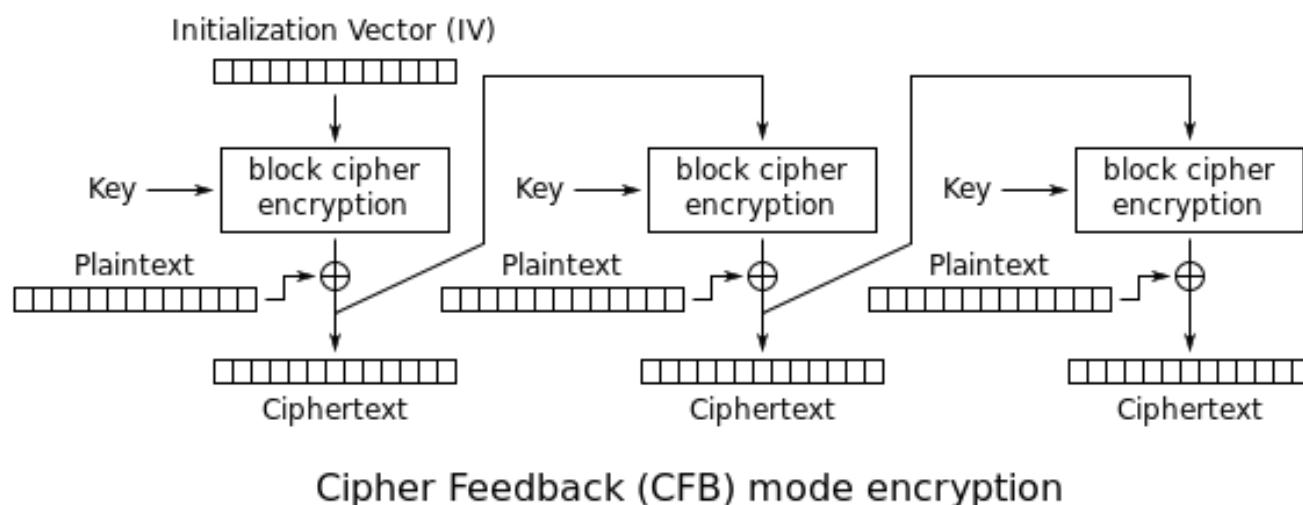 Initialization Vector (IV)
Key
block cipher
encryption
Key
block cipher
encryption
Key
block cipher
encryption
Plaintext
Plaintext
Plaintext
Ciphertext
Ciphertext
Ciphertext
Cipher Feedback (CFB) mode encryption